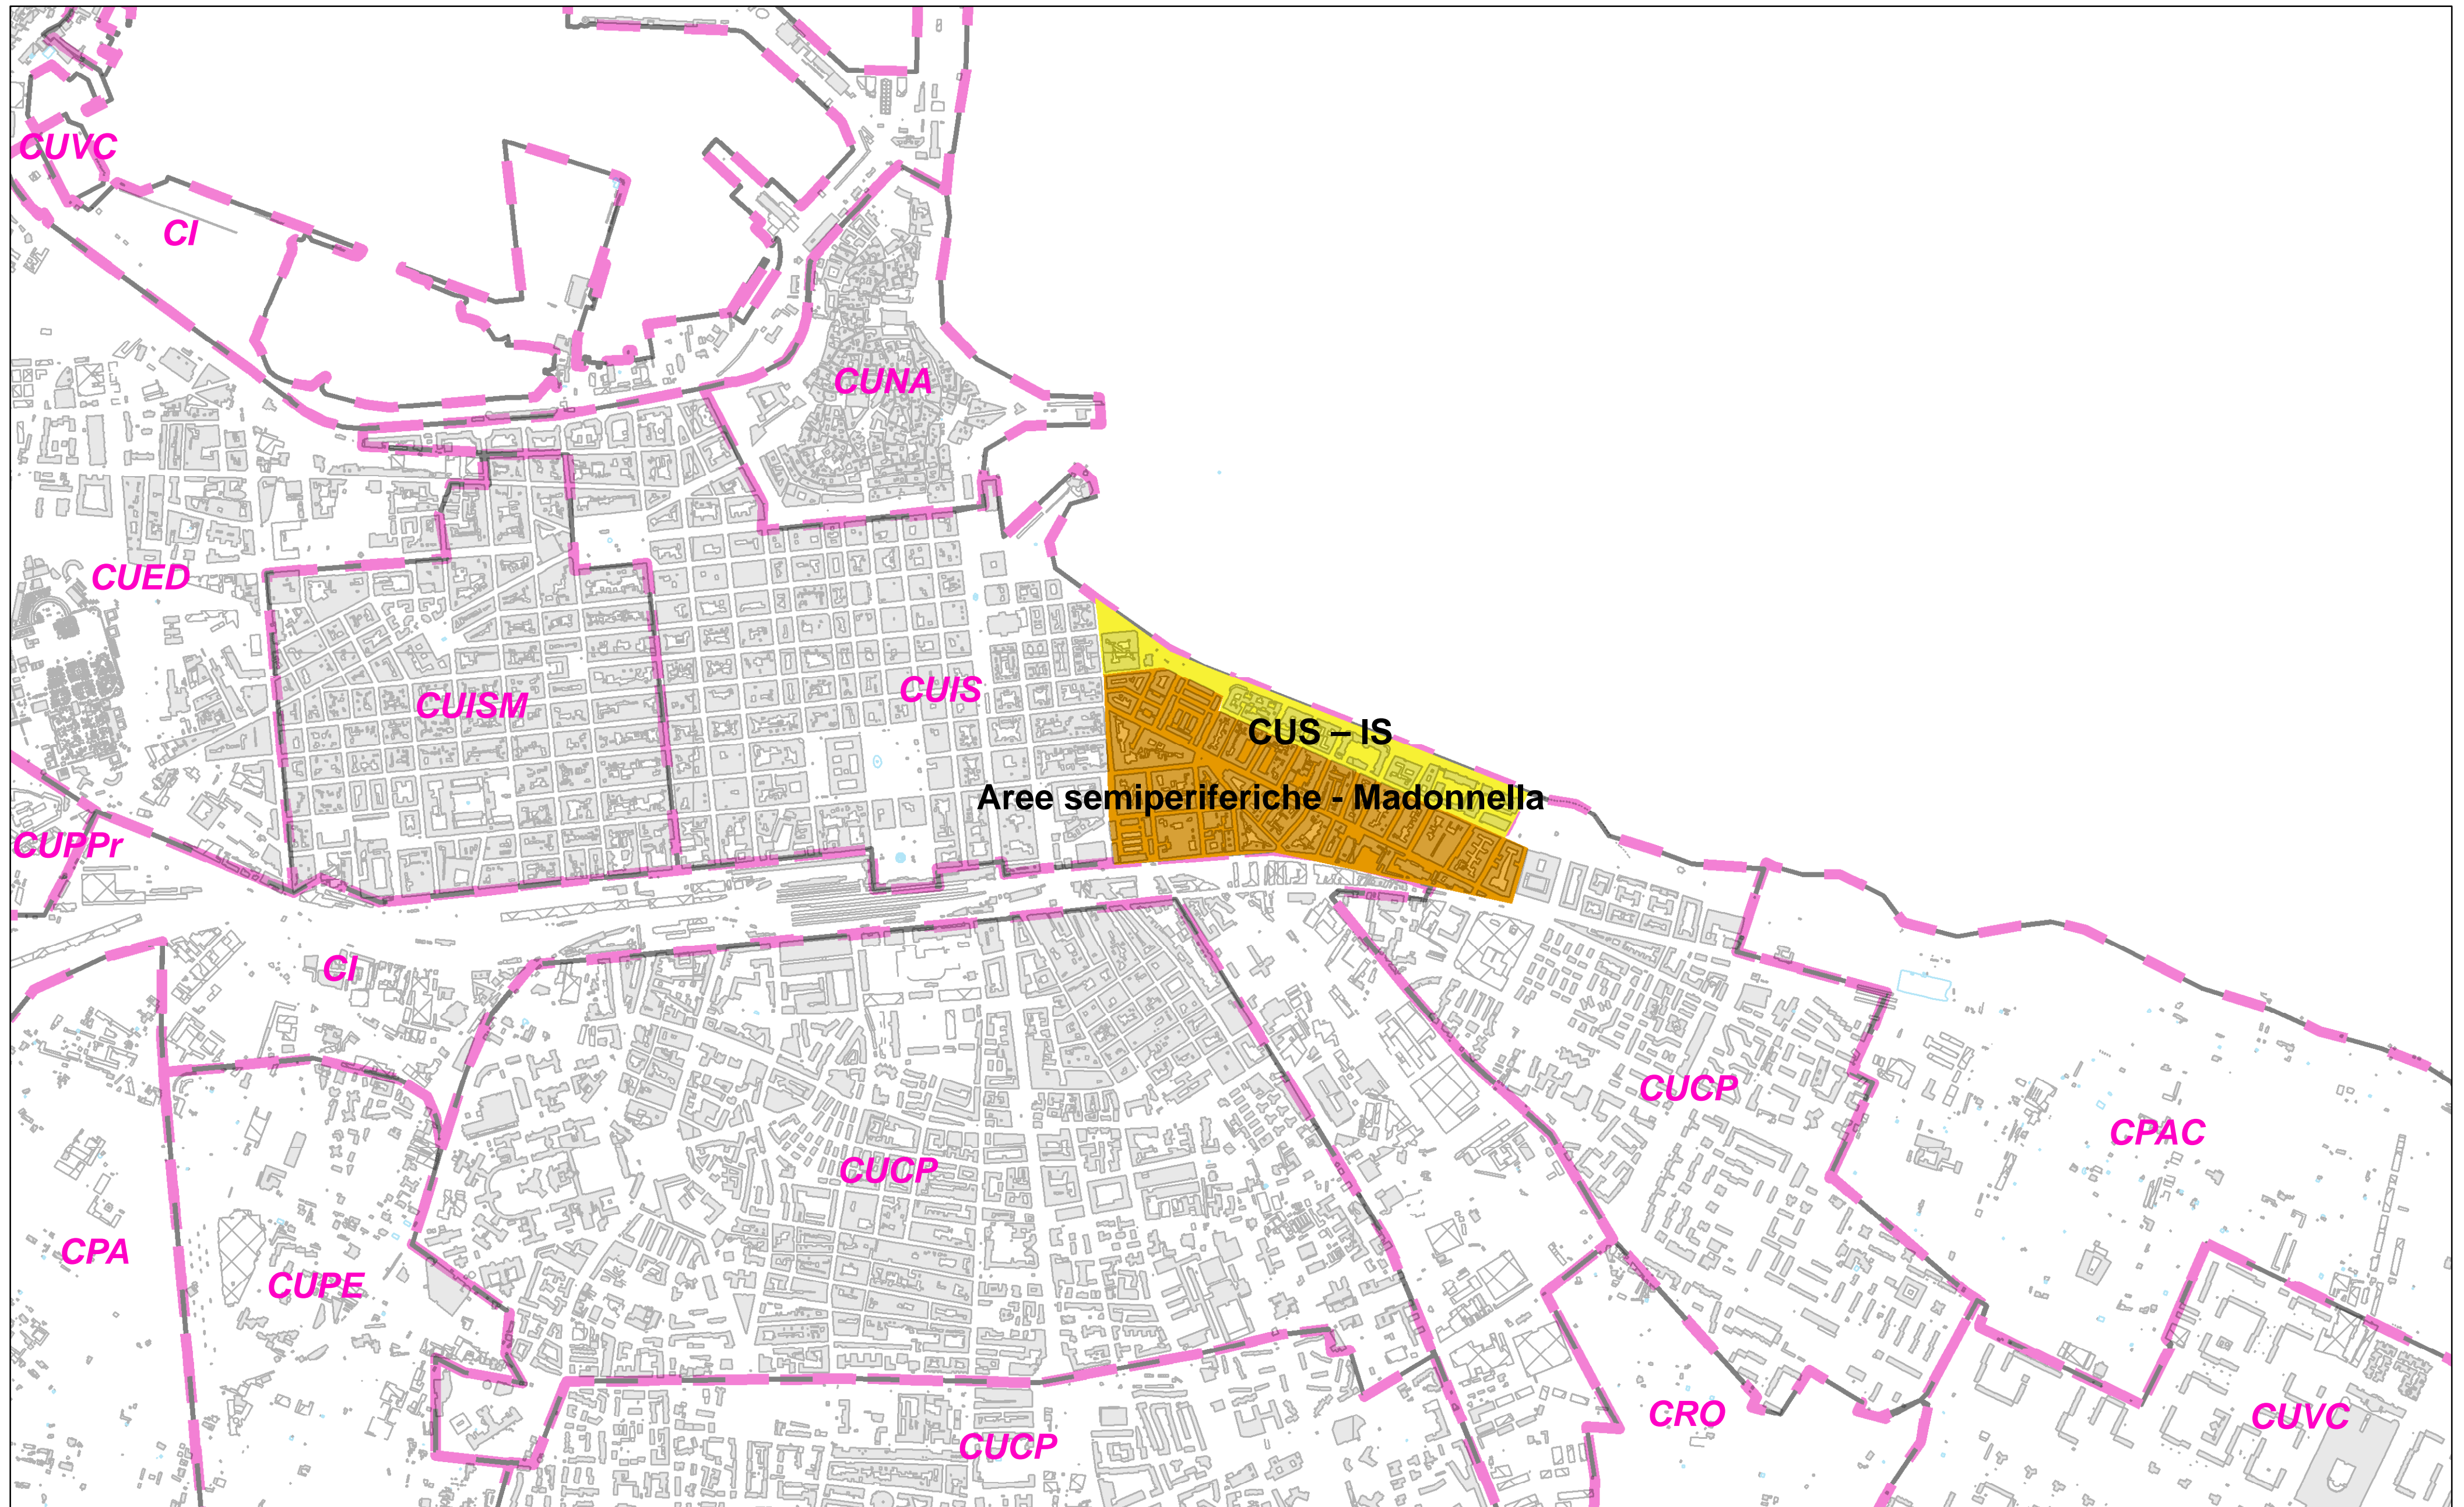 CUVC
CI
CUNA
CUED
CUIS
CUISM
CUS – IS
Aree semiperiferiche - Madonnella
CUPPr
CI
CUCP
CPAC
CUCP
CPA
CUPE
CRO
CUVC
CUCP